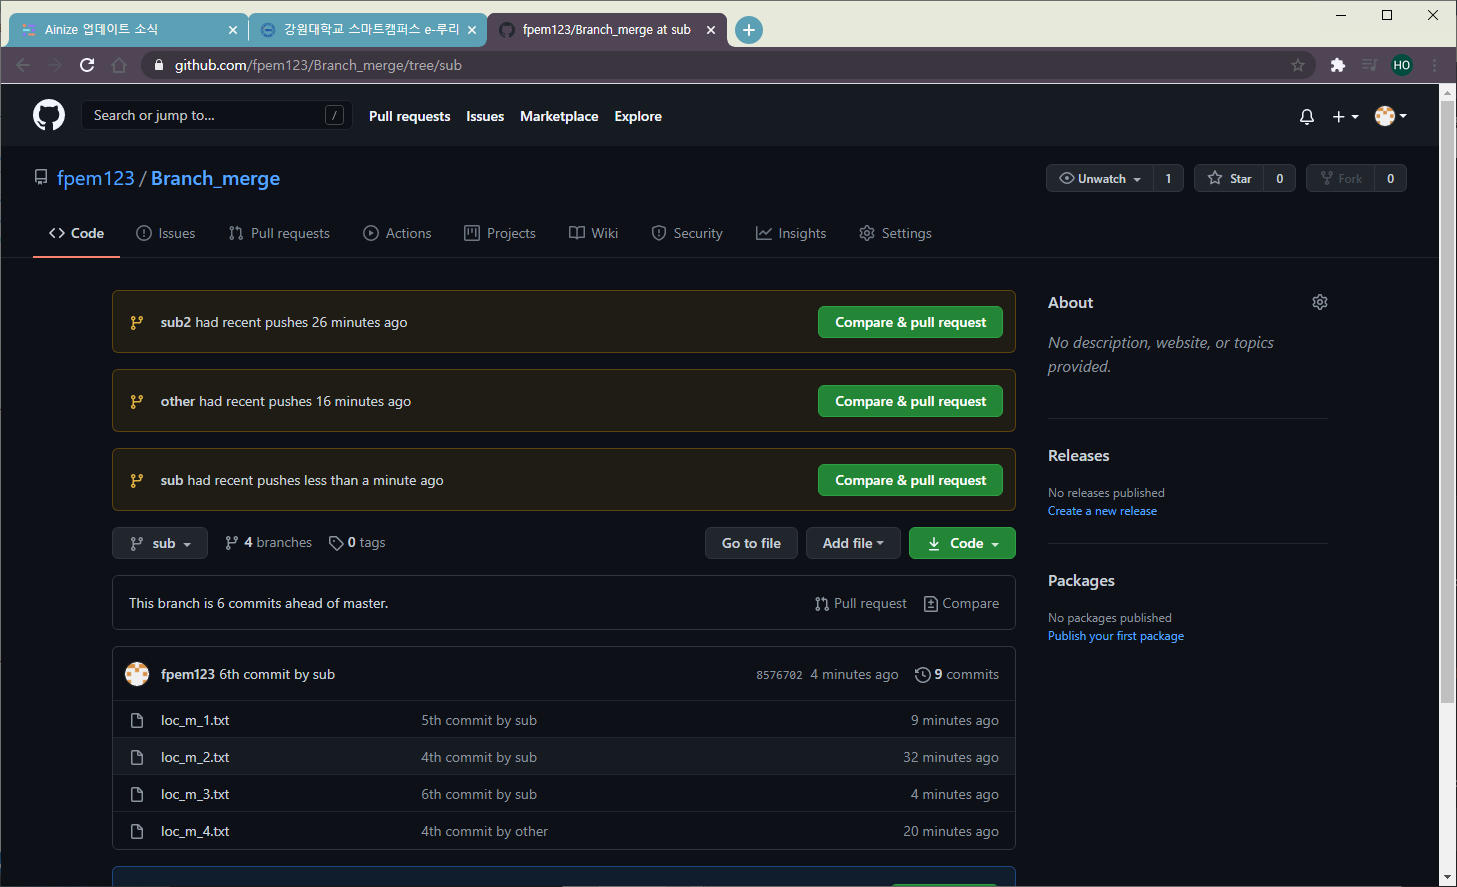 Ainize 업데이트 소식
강원대학교 스마트캠퍼스 e-루리
fpem123/Branch_merge at sub
github.com/fpem123/Branch_merge/tree/sub
HO
Search or jump to...
/
Pull requests
Issues
Marketplace
Explore
fpem123 / Branch_merge
Unwatch 1
Star 0
Fork 0
Code
Issues
Pull requests
Actions
Projects
Wiki
Security
Insights
Settings
sub2 had recent pushes 26 minutes ago
Compare & pull request
other had recent pushes 16 minutes ago
Compare & pull request
sub had recent pushes less than a minute ago
Compare & pull request
sub
4 branches
0 tags
Go to file
Add file
Code
This branch is 6 commits ahead of master.
Pull request
Compare
fpem123 6th commit by sub
8576702 4 minutes ago
9 commits
loc_m_1.txt 5th commit by sub 9 minutes ago
loc_m_2.txt 4th commit by sub 32 minutes ago
loc_m_3.txt 6th commit by sub 4 minutes ago
loc_m_4.txt 4th commit by other 20 minutes ago
About
No description, website, or topics
provided.
Releases
No releases published
Create a new release
Packages
No packages published
Publish your first package